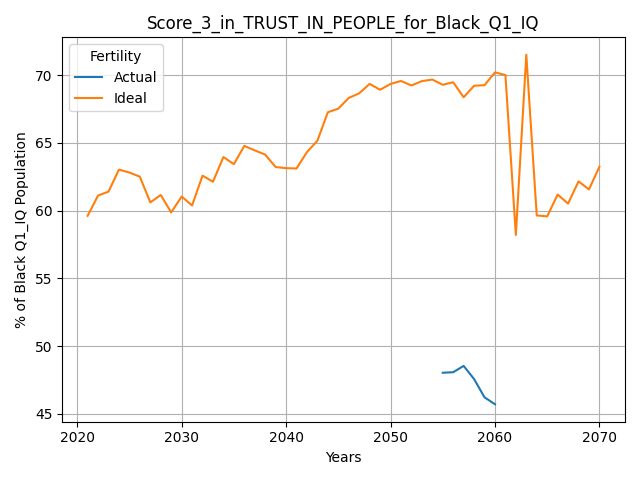 Score_3_in_TRUST_IN_PEOPLE_for_Black_Q1_IQ
Fertility
Actual
Ideal
% of Black Q1_IQ Population
70
65
60
55
50
45
2020 2030 2040 2050 2060 2070
Years